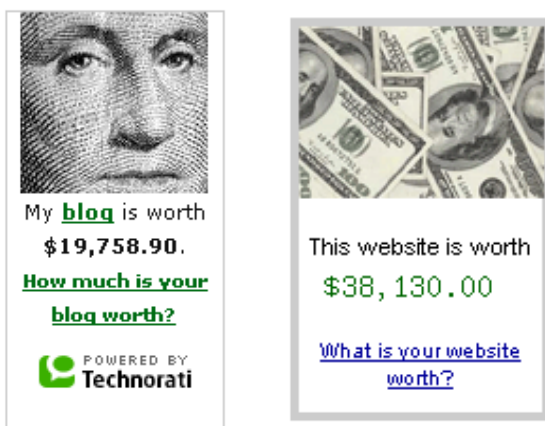 My blog is worth
$19,758.90.
How much is your
blog worth?
POWERED BY
Technorati
100
This website is worth
$38,130.00
What is your website
worth?